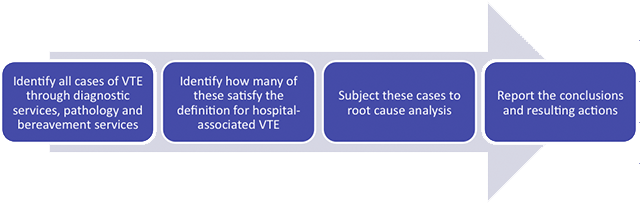 Identify all cases of VTE
through diagnostic
services, pathology and
bereavement services
Identify how many of
these satisfy the
definition for hospital-
associated VTE
Subject these cases to
root cause analysis
Report the conclusions
and resulting actions